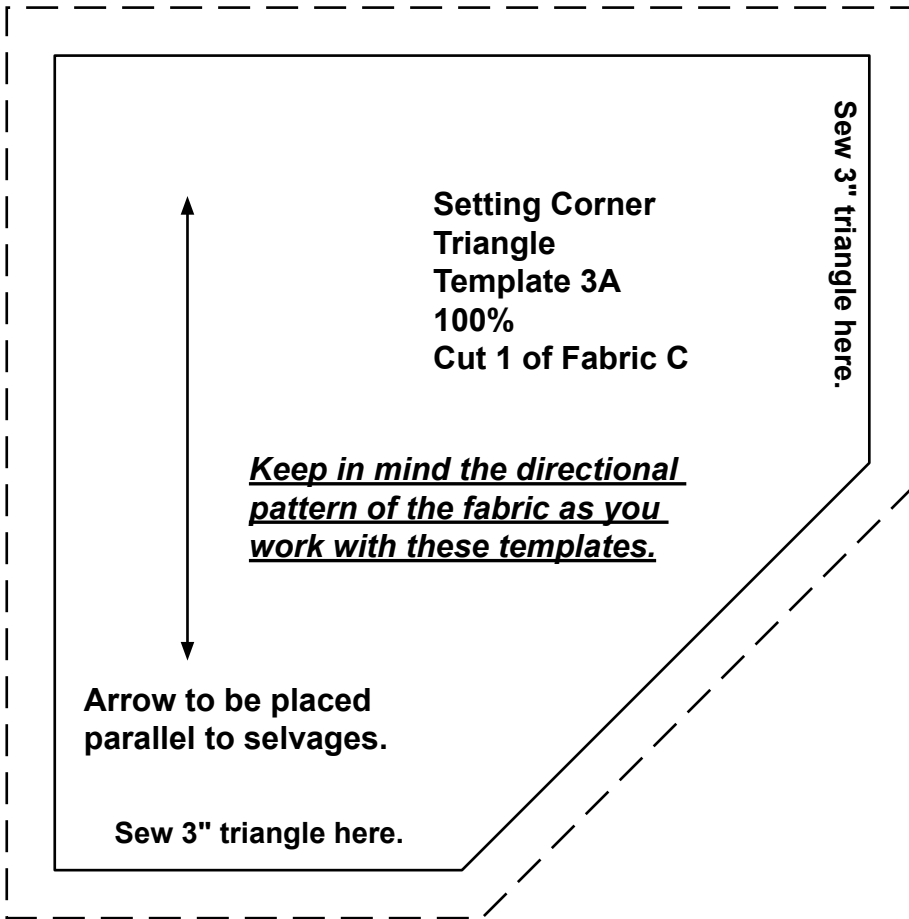 Setting Corner
Triangle
Template 3A
100%
Cut 1 of Fabric C
Sew 3" triangle here.
Keep in mind the directional
pattern of the fabric as you
work with these templates.
Arrow to be placed
parallel to selvages.
Sew 3" triangle here.